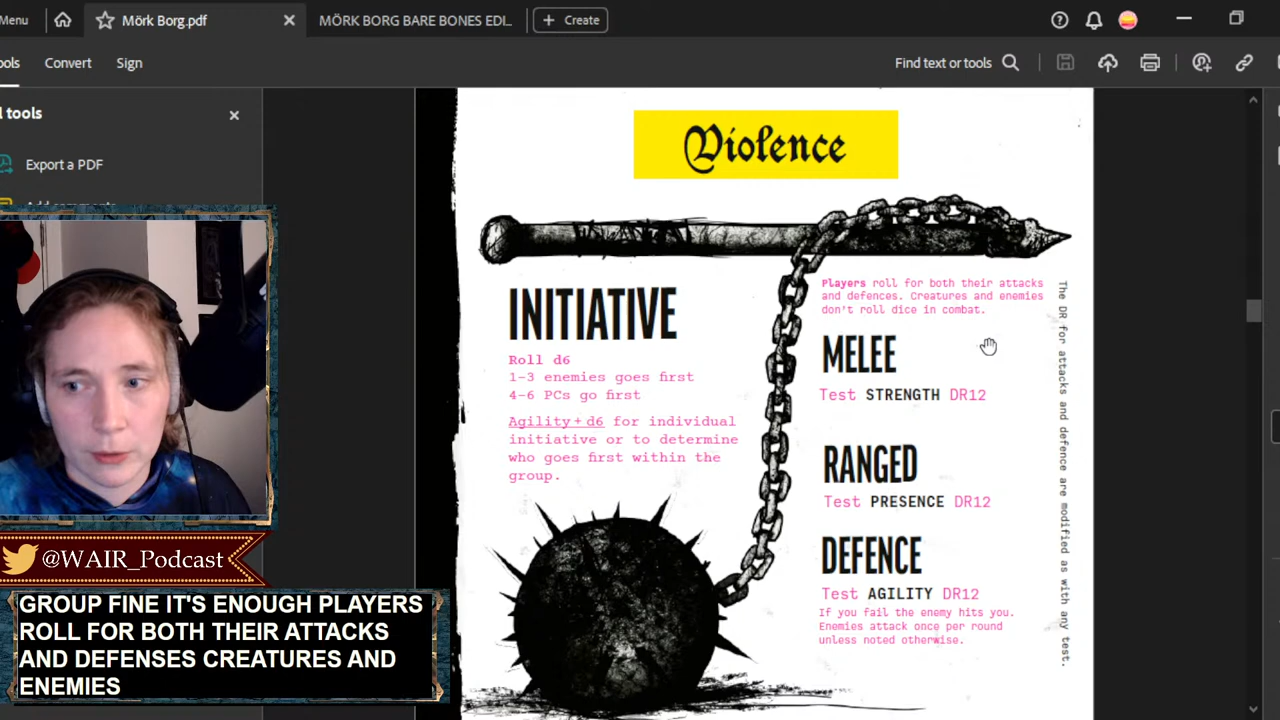 Menu
Mörk Borg.pdf
MÖRK BORG BARE BONES EDI...
Create
ols
Convert
Sign
Find text or tools
l tools
Export a PDF
Violence
INITIATIVE
Roll d6
1-3 enemies goes first
4-6 PCs go first
Agility+d6 for individual
initiative or to determine
who goes first within the
group.
Players roll for both their attacks
and defences. Creatures and enemies
don't roll dice in combat.
MELEE
Test STRENGTH DR12
RANGED
Test PRESENCE DR12
DEFENCE
Test AGILITY DR12
If you fail the enemy hits you.
Enemies attack once per round
unless noted otherwise.
The DR for attacks and defence are modified as with any test.
@WAIR_Podcast
GROUP FINE IT'S ENOUGH PLAYERS
ROLL FOR BOTH THEIR ATTACKS
AND DEFENSES CREATURES AND
ENEMIES